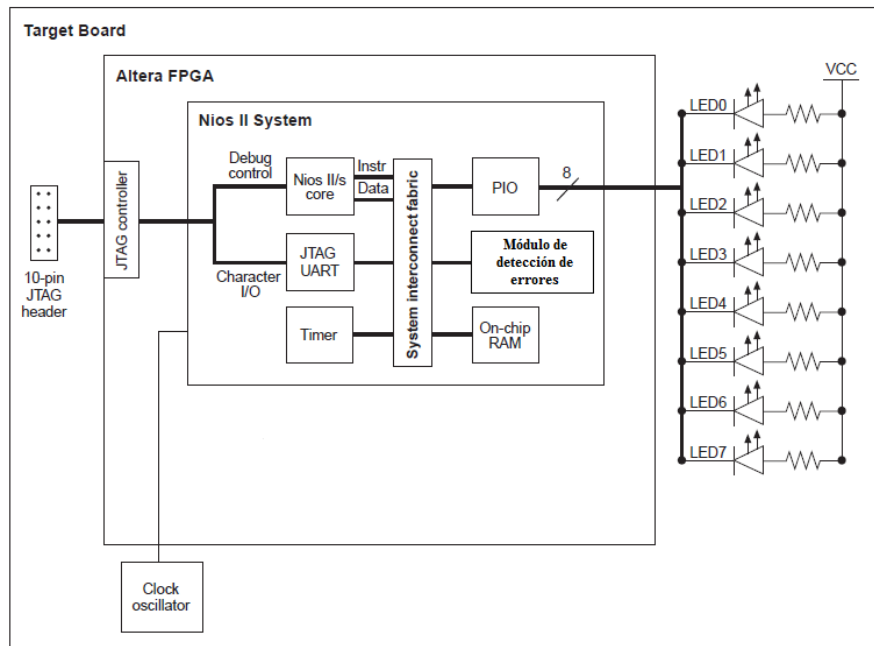 Target Board
Altera FPGA
VCC
Nios II System
LED0
LED1
LED2
LED3
LED4
LED5
LED6
LED7
Debug
control
Nios II/s
core
Instr
Data
PIO
8
JTAG controller
10-pin
JTAG
header
Character
I/O
JTAG
UART
System interconnect fabric
Módulo de
detección de
errores
Timer
On-chip
RAM
Clock
oscillator